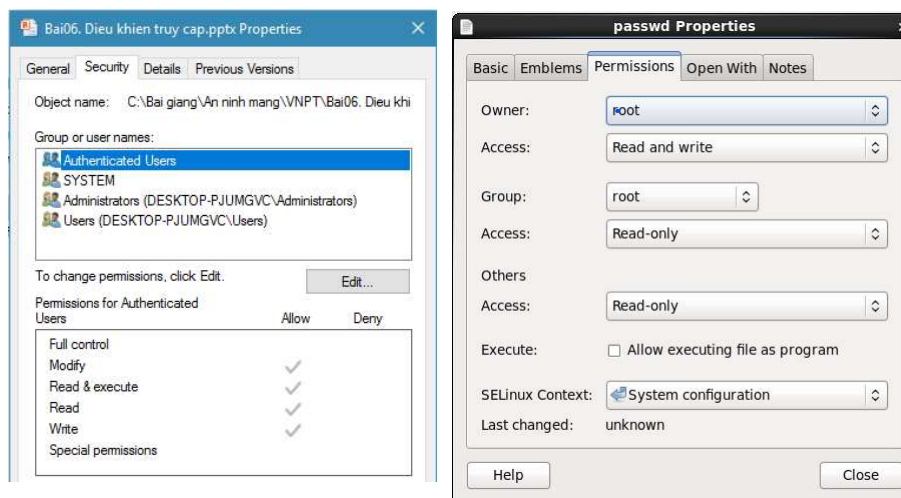 Bai06. Dieu khien truy cap.pptx Properties
General Security Details Previous Versions
Object name: C:\Bai giang\An ninh mang\VNPT\Bai06. Dieu khi
Group or user names:
Authenticated Users
SYSTEM
Administrators (DESKTOP-PJUMGVC\Administrators)
Users (DESKTOP-PJUMGVC\Users)
To change permissions, click Edit.
Edit...
Permissions for Authenticated
Users Allow Deny
Full control
Modify
Read & execute
Read
Write
Special permissions
passwd Properties
Basic Emblems Permissions Open With Notes
Owner: root
Access: Read and write
Group: root
Access: Read-only
Others
Access: Read-only
Execute: Allow executing file as program
SELinux Context: System configuration
Last changed: unknown
Help Close